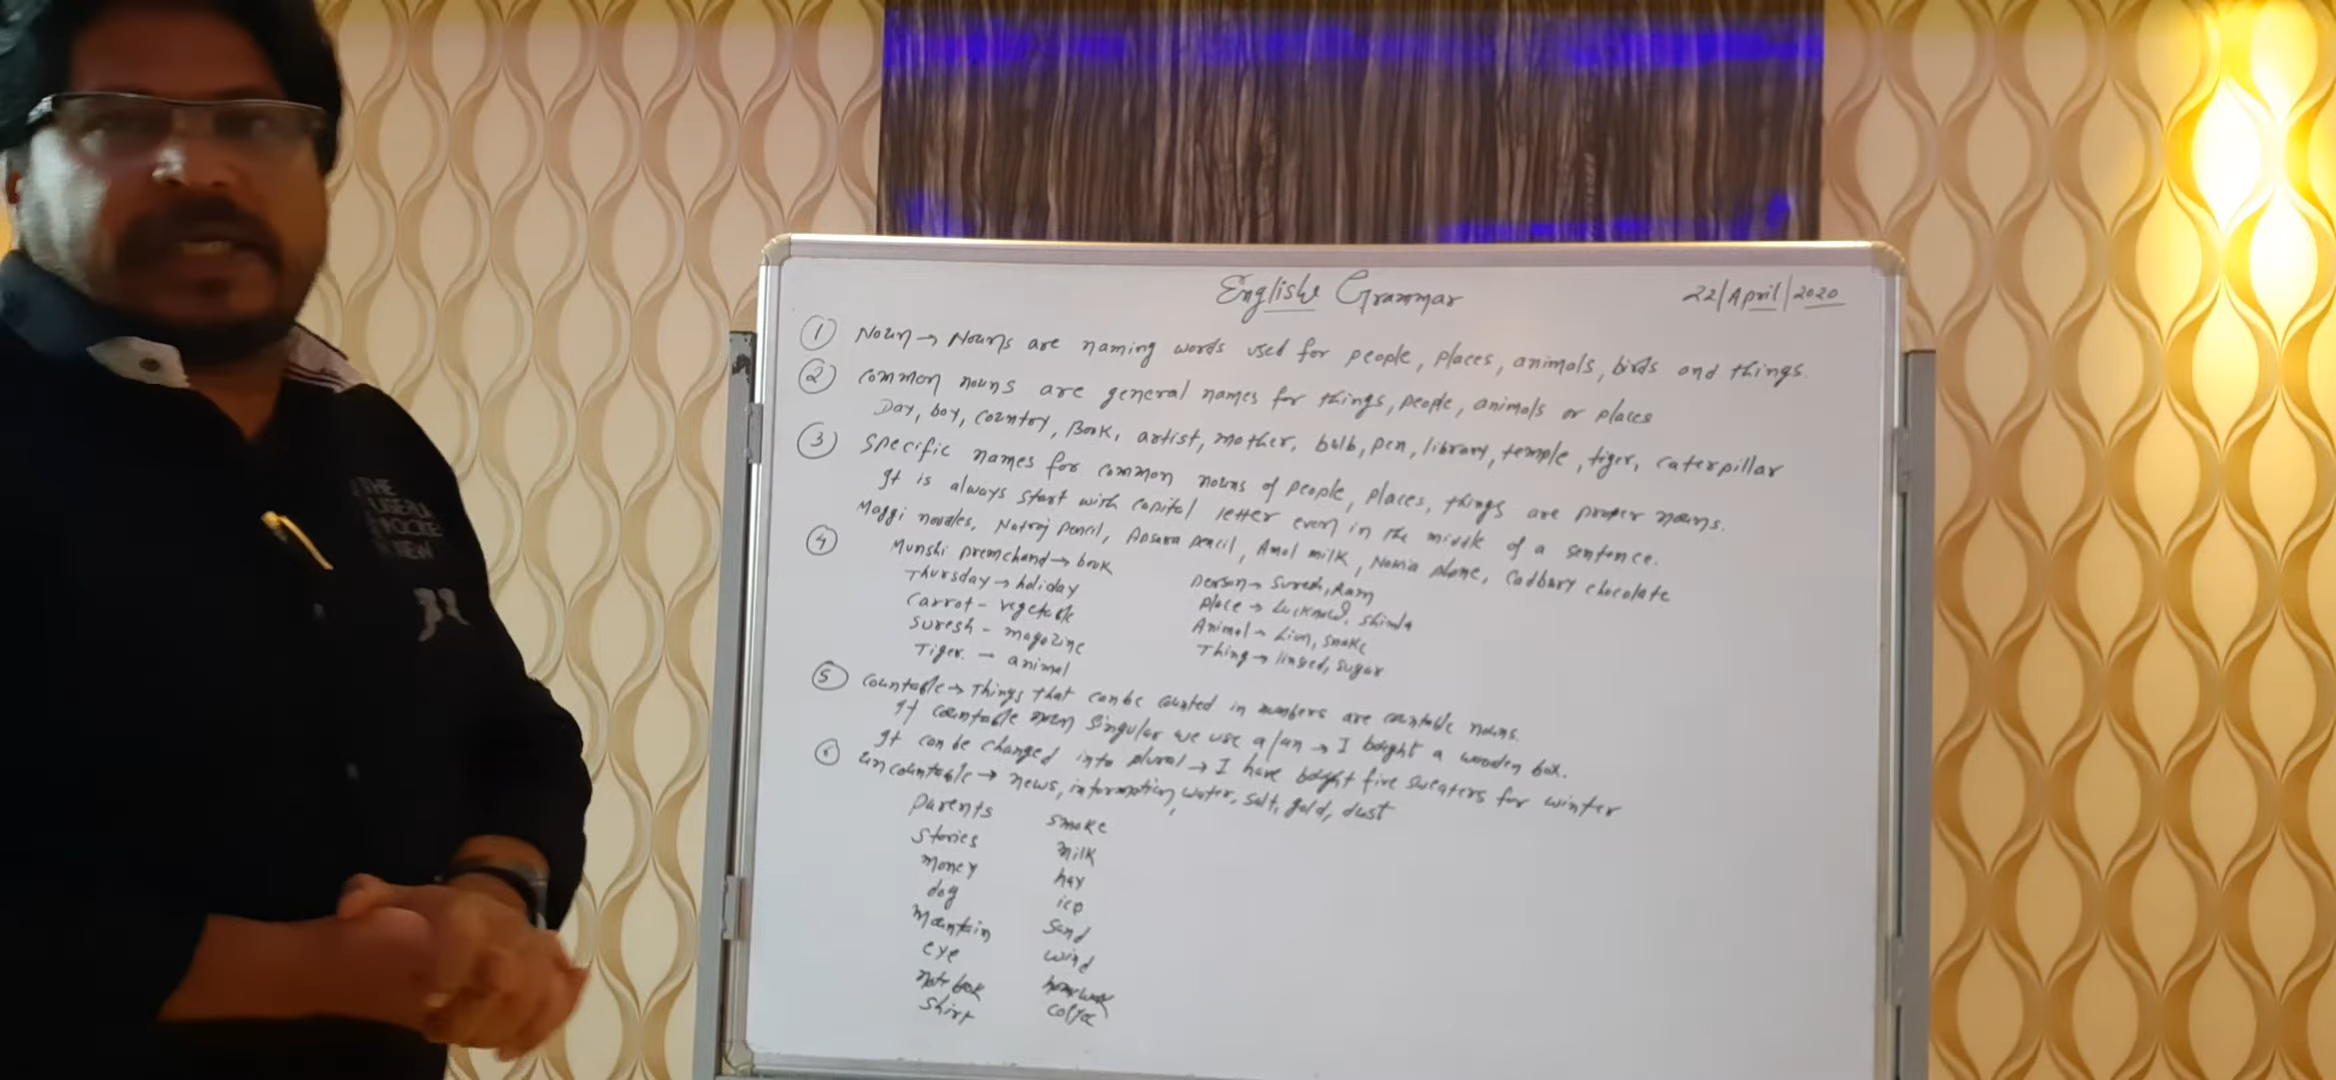 English Grammar
22/April/2020
① Noun → Nouns are naming words used for people, places, animals, birds and things.
② Common nouns are general names for things, people, animals or places
Day, boy, country, Book, artist, mother, bulb, pen, library, temple, tiger, caterpillar
③ Specific names for common nouns of people, places, things are proper nouns.
It is always start with capital letter even in the middle of a sentence.
Maggi noodles, Natraj pencil, Apsara pencil, Amul milk, Nokia phone, Cadbury chocolate
④ Munshi premchand → book
Thursday → holiday
Carrot - vegetable
Suresh - magazine
Tiger. - animal
Person → Suresh, Ram
place → Lucknow, Shimla
Animal → Lion, snake
Thing → , sugar
⑤ Countable → Things that can be counted in numbers are countable nouns.
If countable noun singular we use a/an → I bought a wooden box.
It can be changed into plural → I have bought five sweaters for winter
⑥ uncountable → news, information, water, salt, gold, dust
Parents
Stories
money
dog
mountain
eye
note book
Shirt
smoke
milk
hay
ice
Sand
wind
homework
coffee
THE
NEW